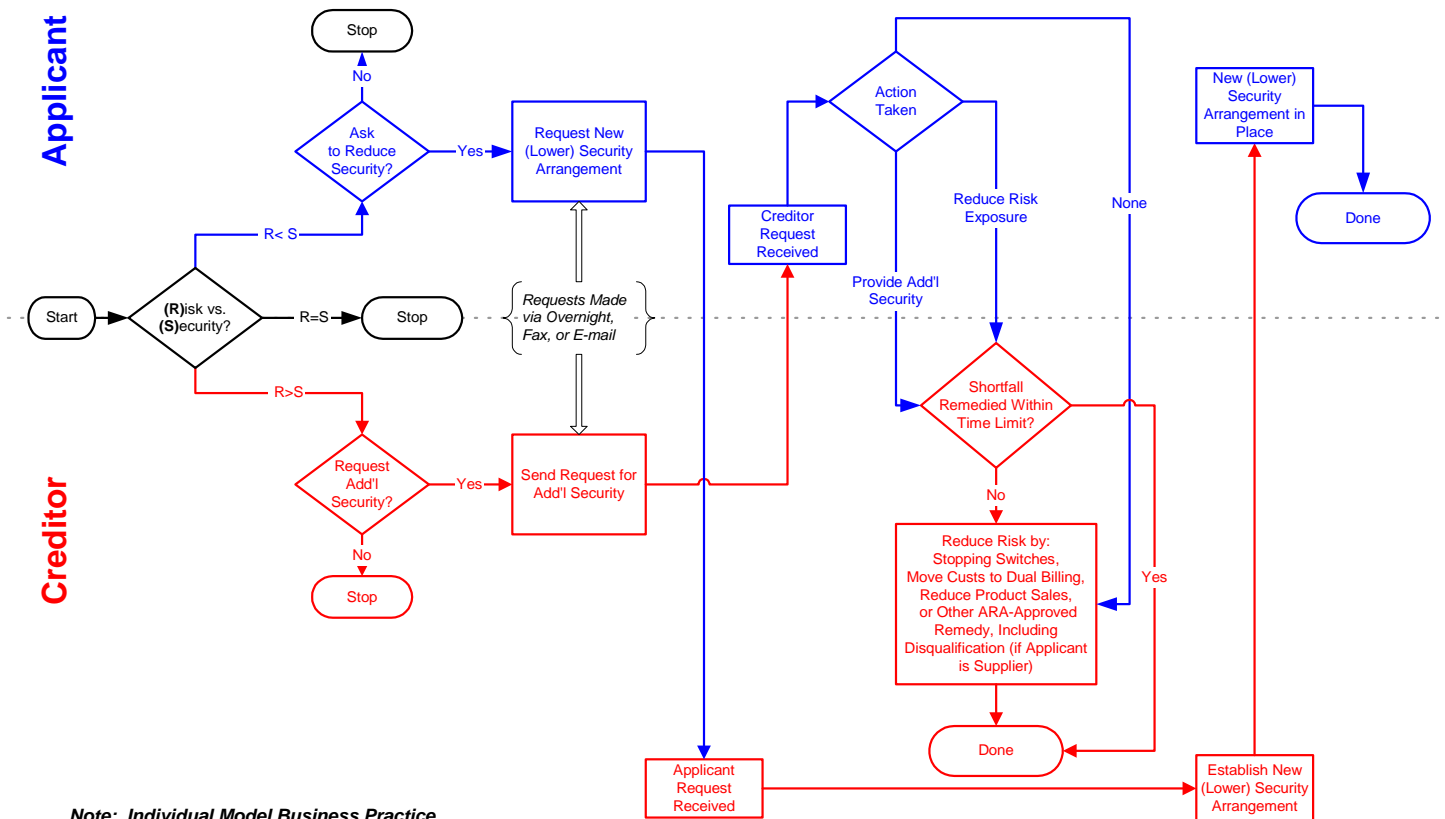 Applicant
Stop
No
Ask
to Reduce
Security?
Yes
Request New
(Lower) Security
Arrangement
R< S
Start
(R)isk vs.
(S)ecurity?
R=S
Stop
Requests Made
via Overnight,
Fax, or E-mail
R>S
Creditor
Request
Add'l
Security?
Yes
Send Request for
Add'l Security
No
Stop
Creditor
Request
Received
Action
Taken
Provide Add'l
Security
Reduce Risk
Exposure
None
Shortfall
Remedied Within
Time Limit?
No
Yes
Reduce Risk by:
Stopping Switches,
Move Custs to Dual Billing,
Reduce Product Sales,
or Other ARA-Approved
Remedy, Including
Disqualification (if Applicant
is Supplier)
Done
Applicant
Request
Received
Establish New
(Lower) Security
Arrangement
New (Lower)
Security
Arrangement in
Place
Done
Note: Individual Model Business Practice